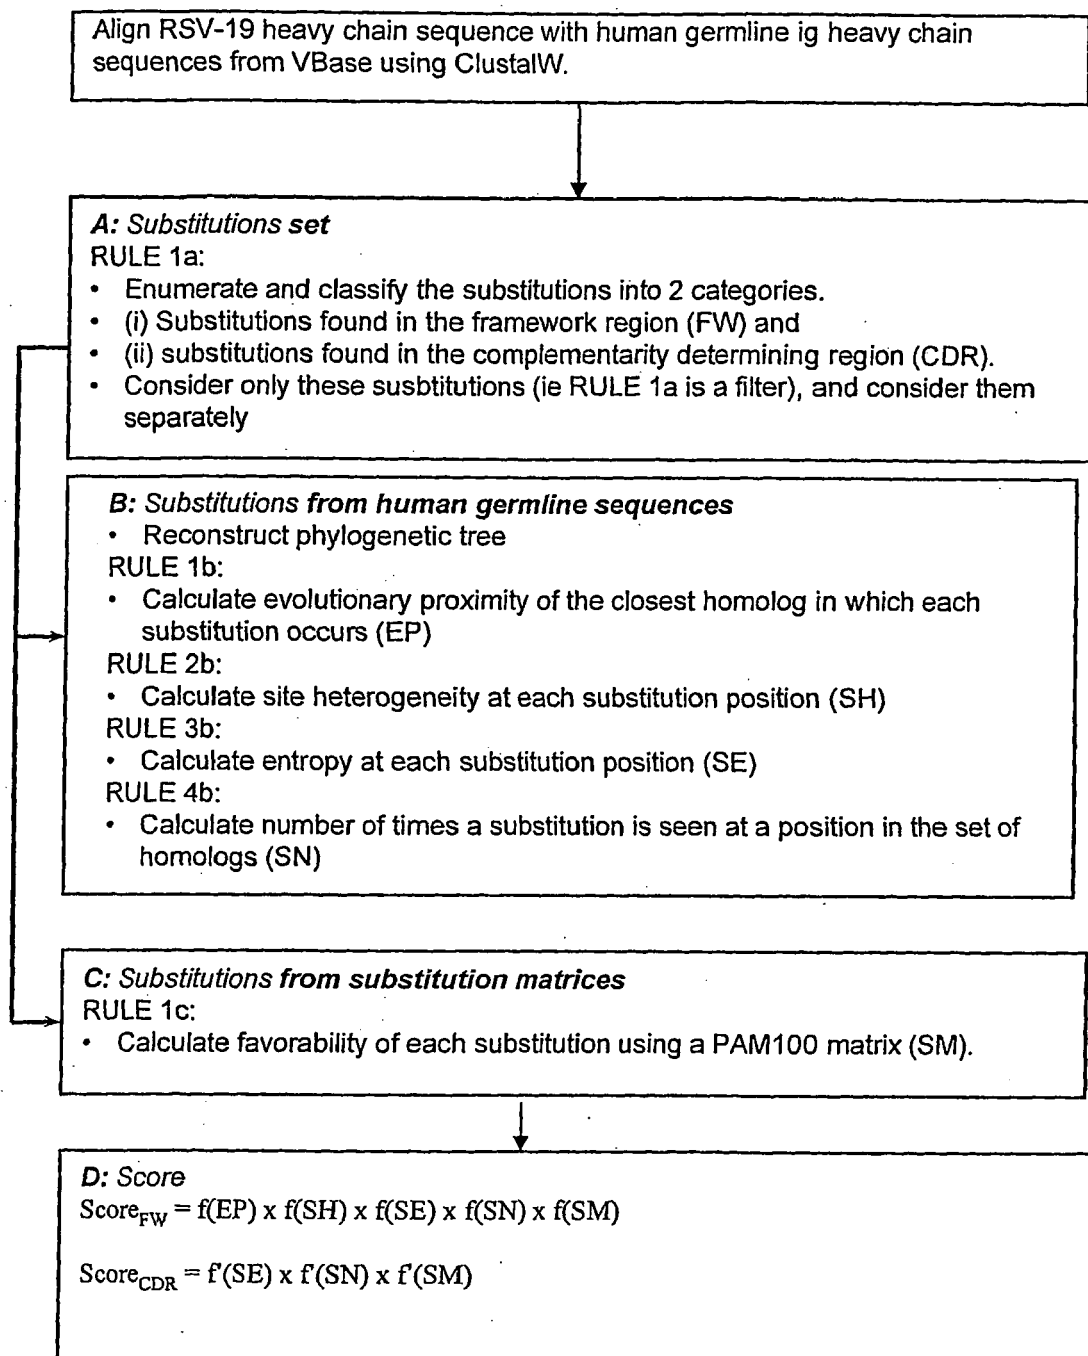 Align RSV-19 heavy chain sequence with human germline ig heavy chain
sequences from VBase using ClustalW.
A: Substitutions set
RULE 1a:
• Enumerate and classify the substitutions into 2 categories.
• (i) Substitutions found in the framework region (FW) and
• (ii) substitutions found in the complementarity determining region (CDR).
• Consider only these susbtitutions (ie RULE 1a is a filter), and consider them
separately
B: Substitutions from human germline sequences
• Reconstruct phylogenetic tree
RULE 1b:
• Calculate evolutionary proximity of the closest homolog in which each
substitution occurs (EP)
RULE 2b:
• Calculate site heterogeneity at each substitution position (SH)
RULE 3b:
• Calculate entropy at each substitution position (SE)
RULE 4b:
• Calculate number of times a substitution is seen at a position in the set of
homologs (SN)
C: Substitutions from substitution matrices
RULE 1c:
• Calculate favorability of each substitution using a PAM100 matrix (SM).
D: Score
Score_FW = f(EP) x f(SH) x f(SE) x f(SN) x f(SM)
Score_CDR = f'(SE) x f'(SN) x f'(SM)